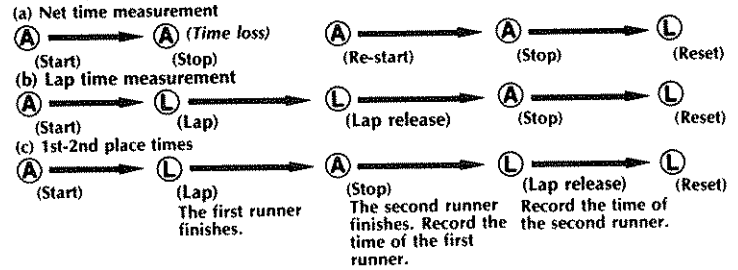 (a) Net time measurement
A A (Time loss) A A L
(Start) (Stop) (Re-start) (Stop) (Reset)
(b) Lap time measurement
A L L A L
(Start) (Lap) (Lap release) (Stop) (Reset)
(c) 1st-2nd place times
A L A L L
(Start) (Lap) (Stop) (Lap release) (Reset)
The first runner The second runner Record the time of
finishes. finishes. Record the the second runner.
time of the first
runner.